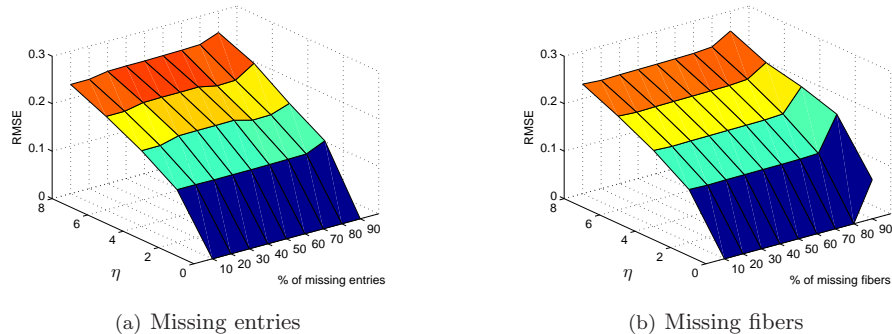 0.3
0.2
0.1
0
RMSE
8
6
4
2
0
η
10 20 30 40 50 60 70 80 90
% of missing entries
(a) Missing entries
0.3
0.2
0.1
0
RMSE
8
6
4
2
0
η
10 20 30 40 50 60 70 80 90
% of missing fibers
(b) Missing fibers